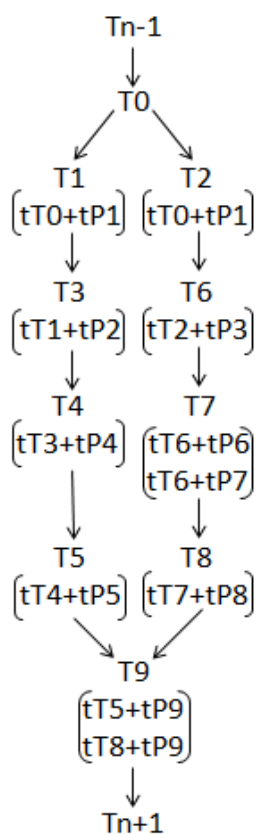 Tn-1
T0
T1 T2
tT0+tP1 tT0+tP1
T3 T6
tT1+tP2 tT2+tP3
T4 T7
tT3+tP4 tT6+tP6
tT6+tP7
T5 T8
tT4+tP5 tT7+tP8
T9
tT5+tP9
tT8+tP9
Tn+1